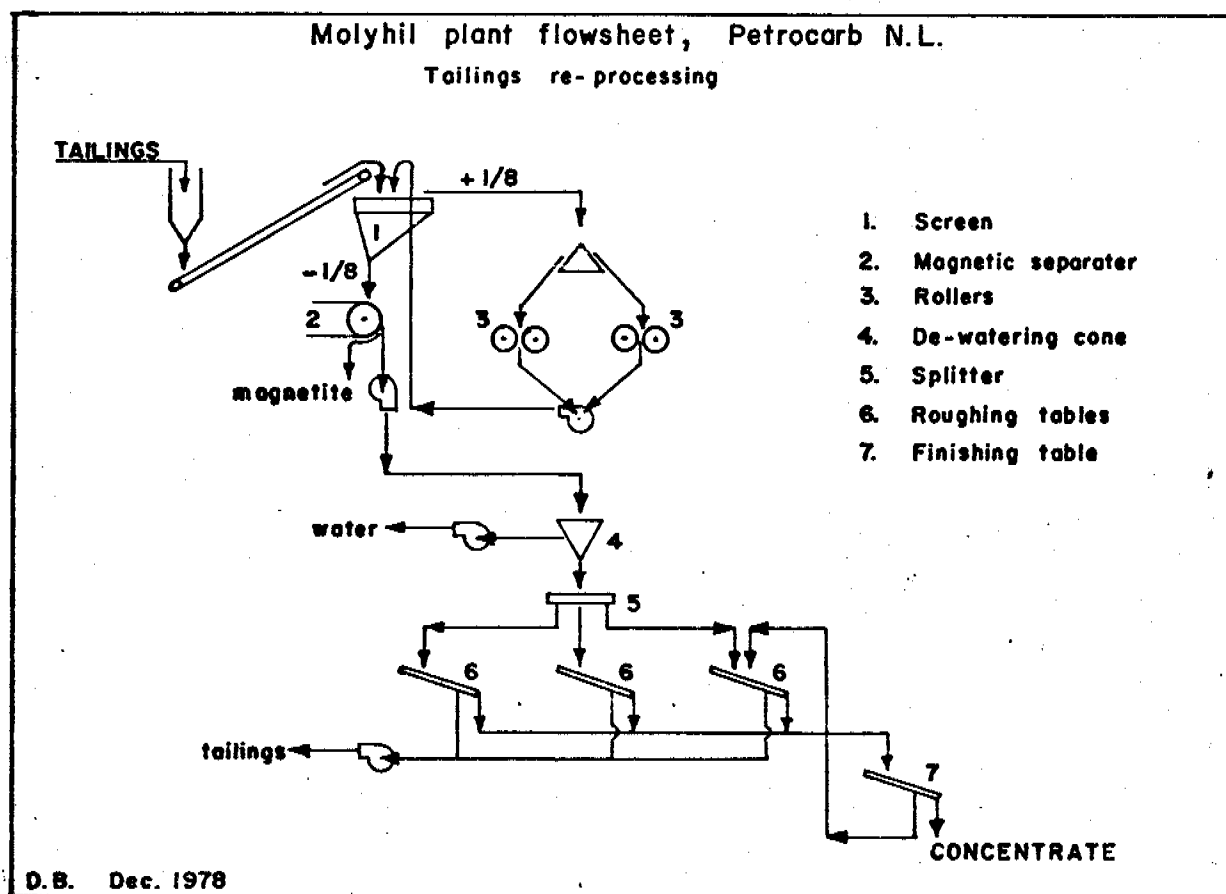 Molyhil plant flowsheet, Petrocarb N.L.
Tailings re-processing
TAILINGS
+1/8
1
-1/8
2
3
3
magnetite
1. Screen
2. Magnetic separater
3. Rollers
4. De-watering cone
5. Splitter
6. Roughing tables
7. Finishing table
water
4
5
6
6
6
tailings
7
CONCENTRATE
D.B. Dec. 1978